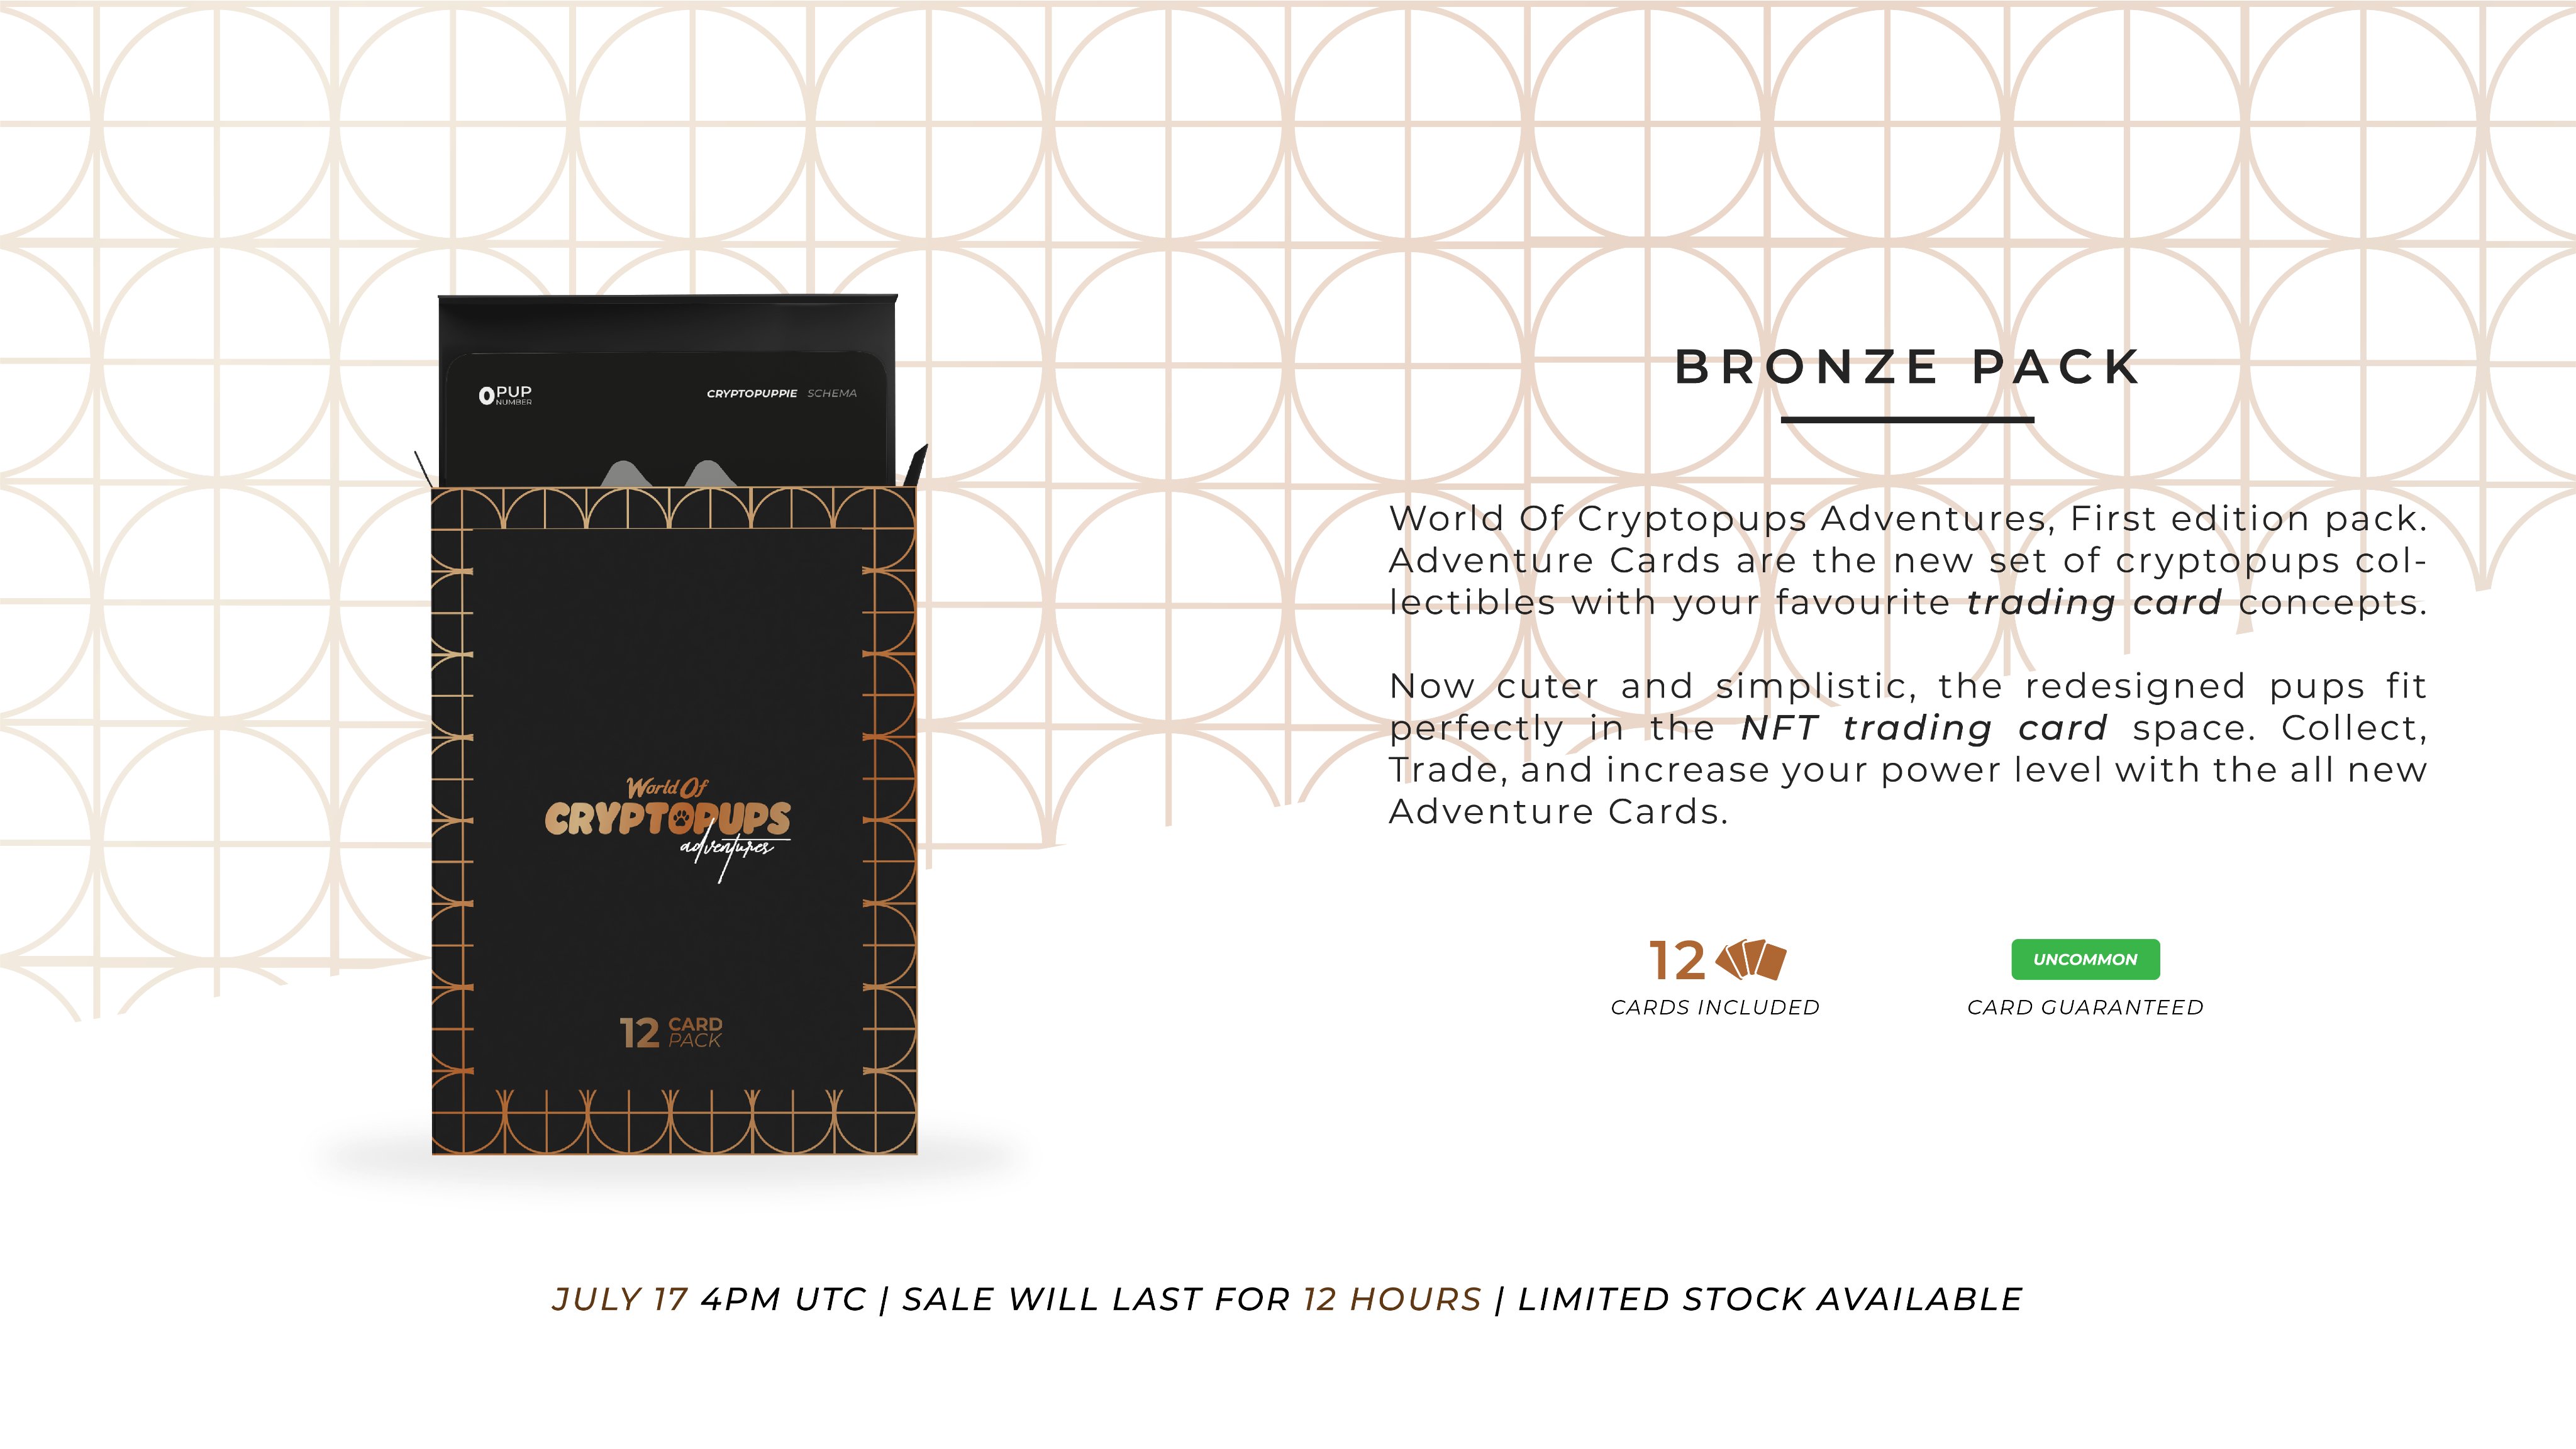 0 PUP
NUMBER
CRYPTOPUPPIE SCHEMA
World Of
CRYPTOPUPS
adventures
12 CARD
PACK
BRONZE PACK
World Of Cryptopups Adventures, First edition pack.
Adventure Cards are the new set of cryptopups col-
lectibles with your favourite trading card concepts.
Now cuter and simplistic, the redesigned pups fit
perfectly in the NFT trading card space. Collect,
Trade, and increase your power level with the all new
Adventure Cards.
12
CARDS INCLUDED
UNCOMMON
CARD GUARANTEED
JULY 17 4PM UTC | SALE WILL LAST FOR 12 HOURS | LIMITED STOCK AVAILABLE